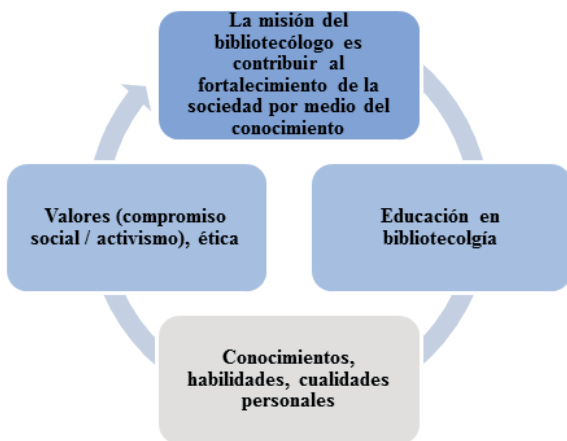 La misión del
bibliotecólogo es
contribuir al
fortalecimiento de la
sociedad por medio del
conocimiento
Valores (compromiso
social / activismo), ética
Educación en
bibliotecolgía
Conocimientos,
habilidades, cualidades
personales